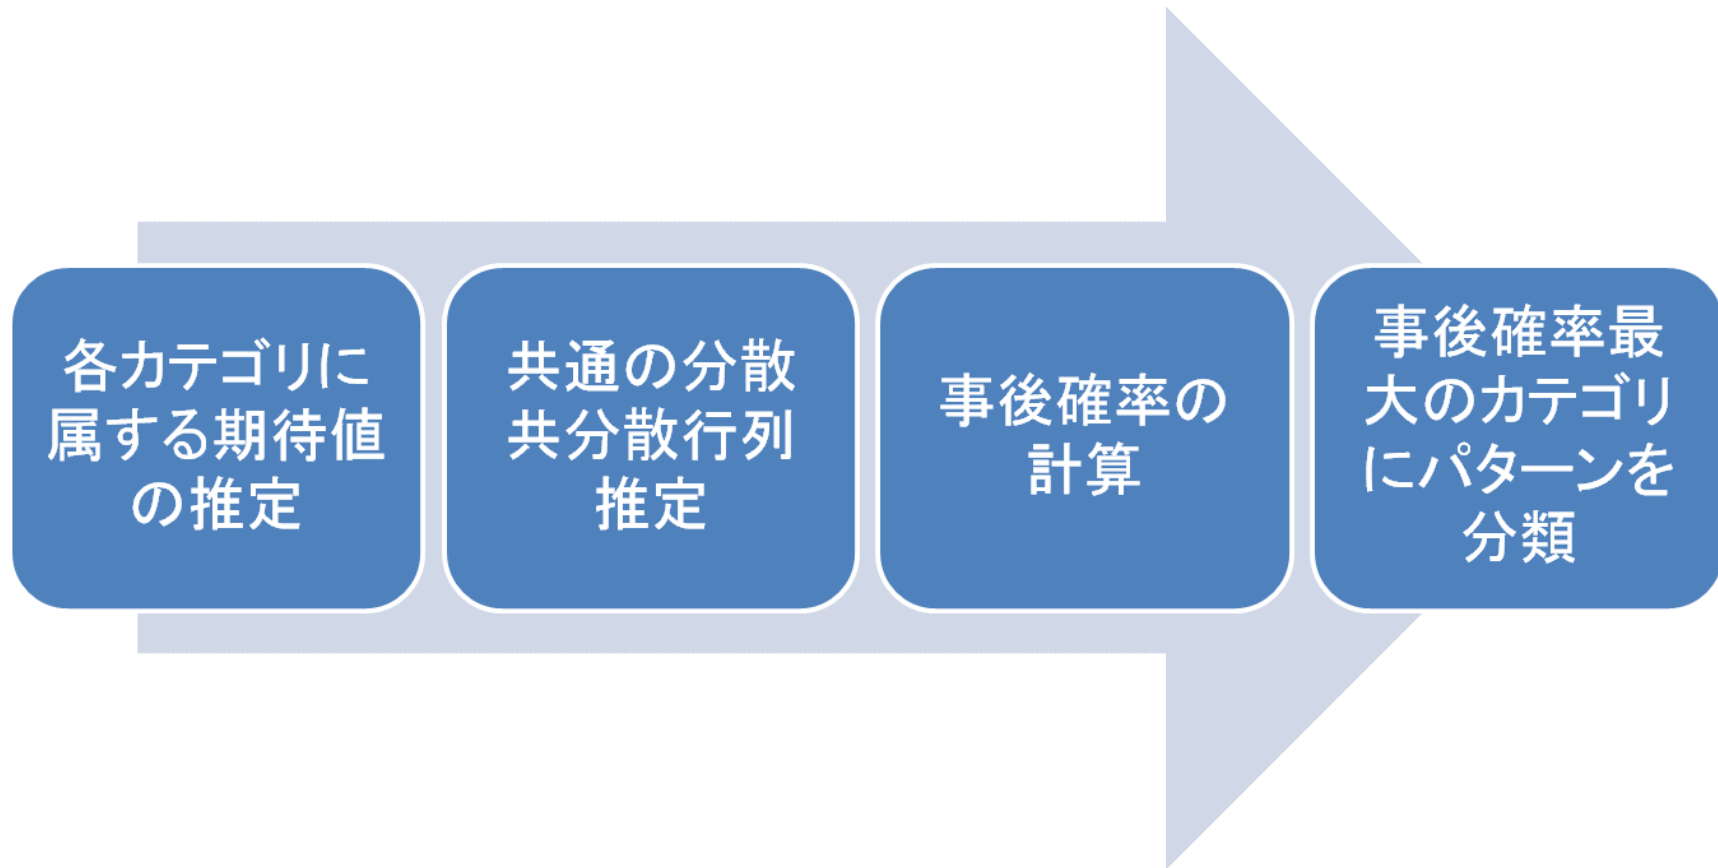 各カテゴリに
属する期待値
の推定
共通の分散
共分散行列
推定
事後確率の
計算
事後確率最
大のカテゴリ
にパターンを
分類